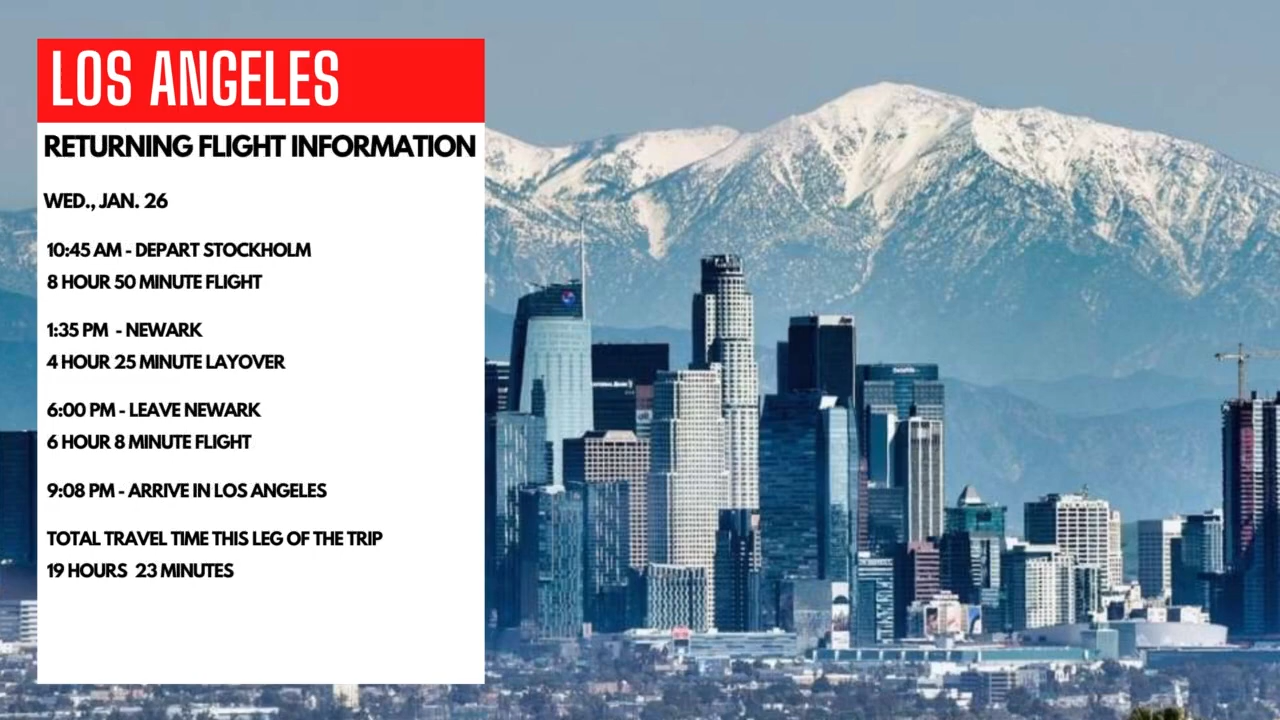 LOS ANGELES
RETURNING FLIGHT INFORMATION
WED., JAN. 26
10:45 AM - DEPART STOCKHOLM
8 HOUR 50 MINUTE FLIGHT
1:35 PM - NEWARK
4 HOUR 25 MINUTE LAYOVER
6:00 PM - LEAVE NEWARK
6 HOUR 8 MINUTE FLIGHT
9:08 PM - ARRIVE IN LOS ANGELES
TOTAL TRAVEL TIME THIS LEG OF THE TRIP
19 HOURS 23 MINUTES
Deloitte